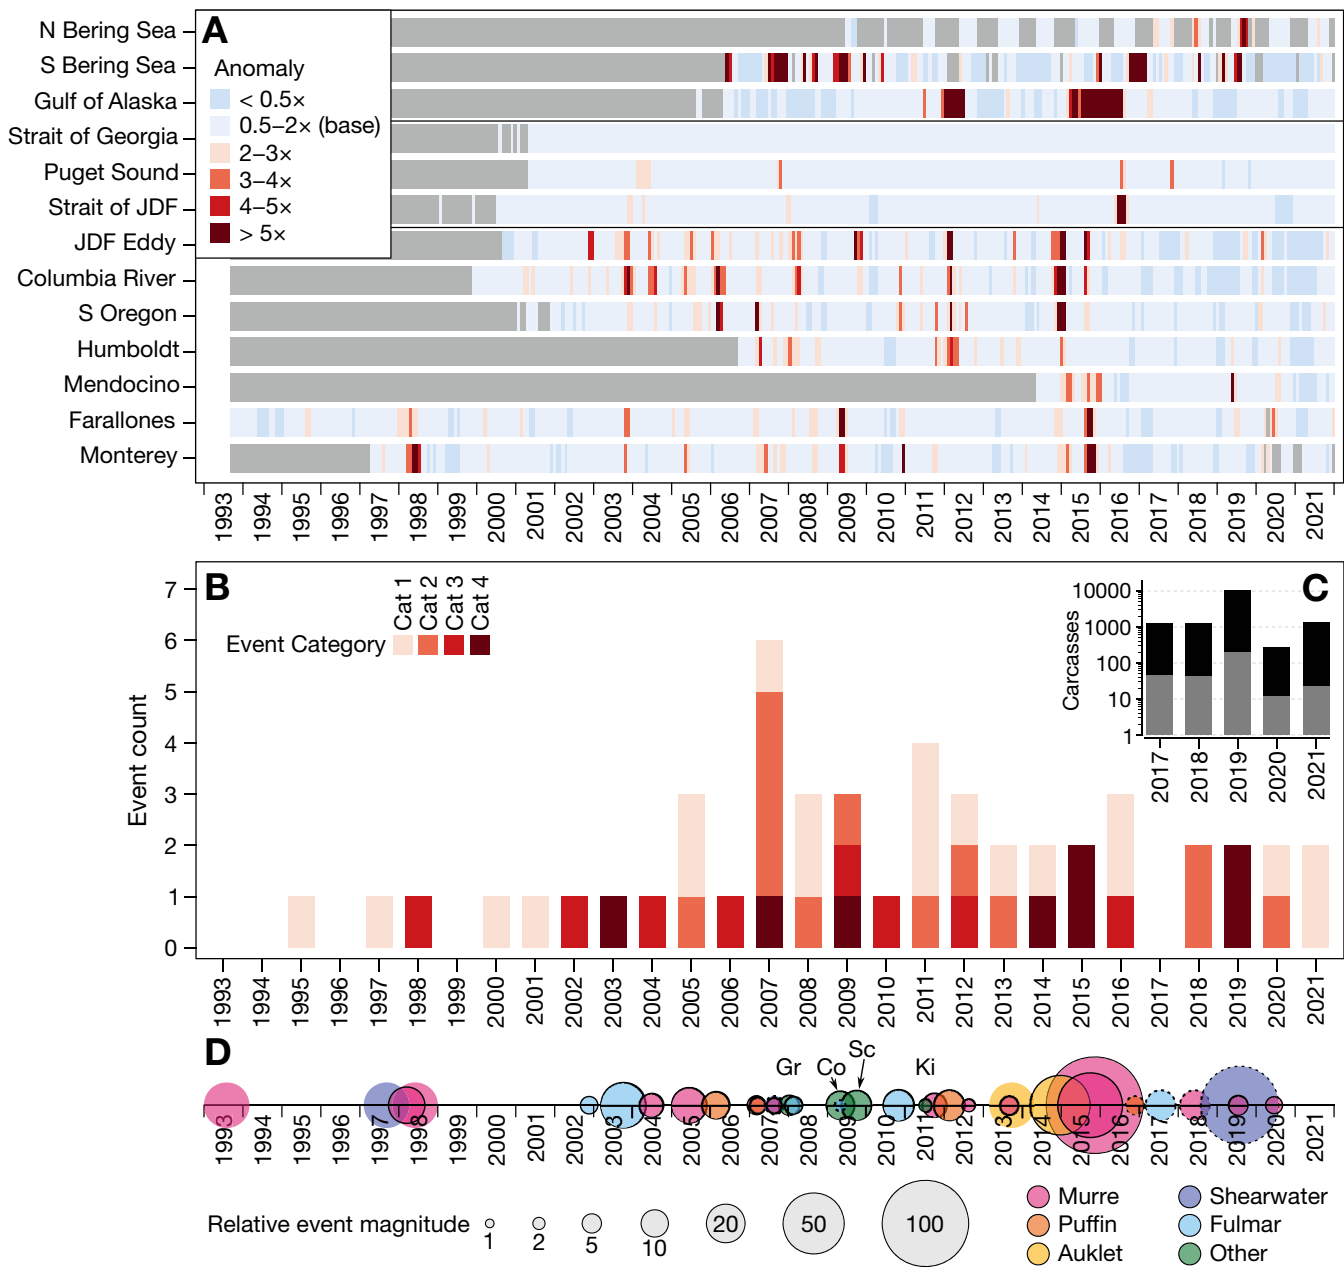 A
N Bering Sea
S Bering Sea
Gulf of Alaska
Strait of Georgia
Puget Sound
Strait of JDF
JDF Eddy
Columbia River
S Oregon
Humboldt
Mendocino
Farallones
Monterey
Anomaly
< 0.5×
0.5–2× (base)
2–3×
3–4×
4–5×
> 5×
1993 1994 1995 1996 1997 1998 1999 2000 2001 2002 2003 2004 2005 2006 2007 2008 2009 2010 2011 2012 2013 2014 2015 2016 2017 2018 2019 2020 2021
B
Event Category
Cat 1
Cat 2
Cat 3
Cat 4
Event count
7
6
5
4
3
2
1
0
1993 1994 1995 1996 1997 1998 1999 2000 2001 2002 2003 2004 2005 2006 2007 2008 2009 2010 2011 2012 2013 2014 2015 2016 2017 2018 2019 2020 2021
C
Carcasses
10000
1000
100
10
1
2017 2018 2019 2020 2021
D
Gr Co Sc Ki
1993 1994 1995 1996 1997 1998 1999 2000 2001 2002 2003 2004 2005 2006 2007 2008 2009 2010 2011 2012 2013 2014 2015 2016 2017 2018 2019 2020 2021
Relative event magnitude
1 2 5 10 20 50 100
Murre
Puffin
Auklet
Shearwater
Fulmar
Other